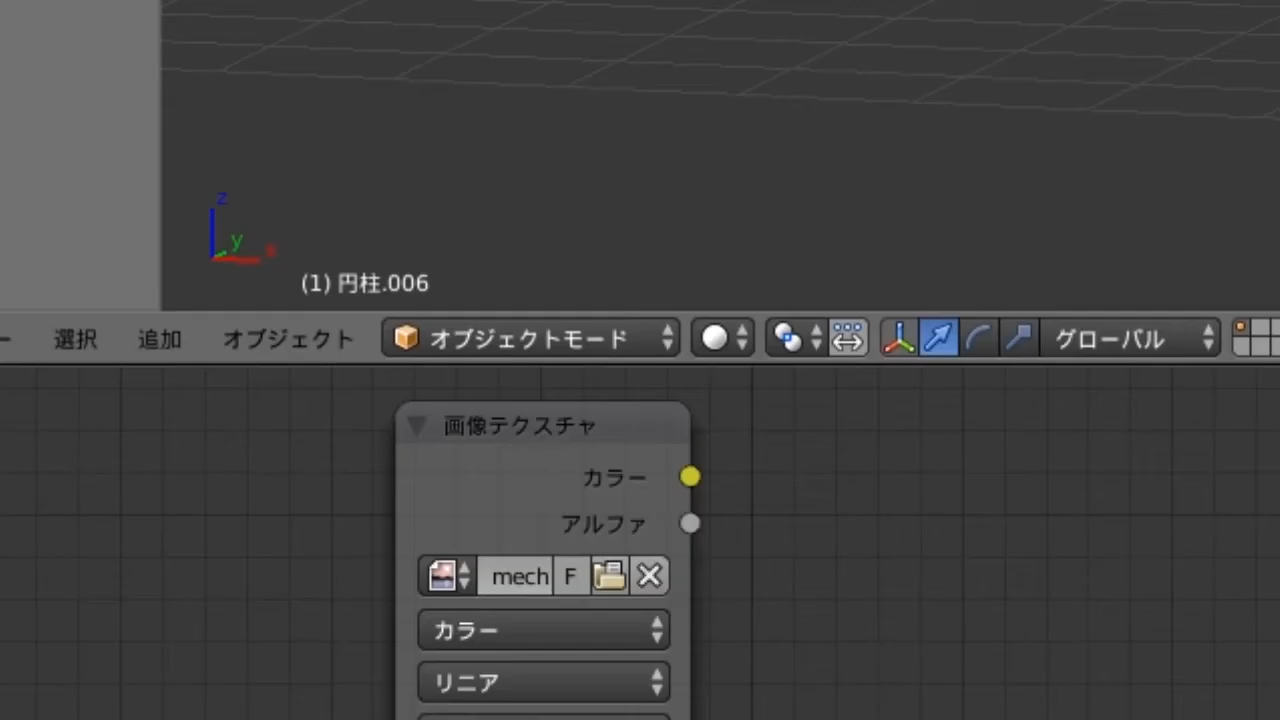 z
y
x
(1) 円柱.006
選択 追加 オブジェクト オブジェクトモード グローバル
画像テクスチャ
カラー
アルファ
mech F
カラー
リニア